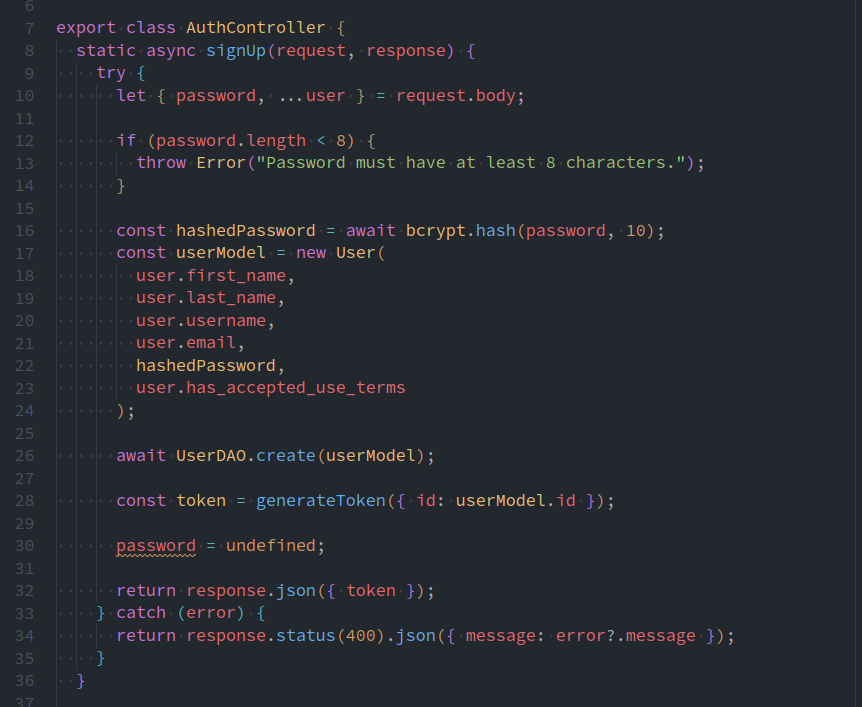 6
7 export class AuthController {
8 static async signUp(request, response) {
9 try {
10 let { password, ...user } = request.body;
11
12 if (password.length < 8) {
13 throw Error("Password must have at least 8 characters.");
14 }
15
16 const hashedPassword = await bcrypt.hash(password, 10);
17 const userModel = new User(
18 user.first_name,
19 user.last_name,
20 user.username,
21 user.email,
22 hashedPassword,
23 user.has_accepted_use_terms
24 );
25
26 await UserDAO.create(userModel);
27
28 const token = generateToken({ id: userModel.id });
29
30 password = undefined;
31
32 return response.json({ token });
33 } catch (error) {
34 return response.status(400).json({ message: error?.message });
35 }
36 }
37